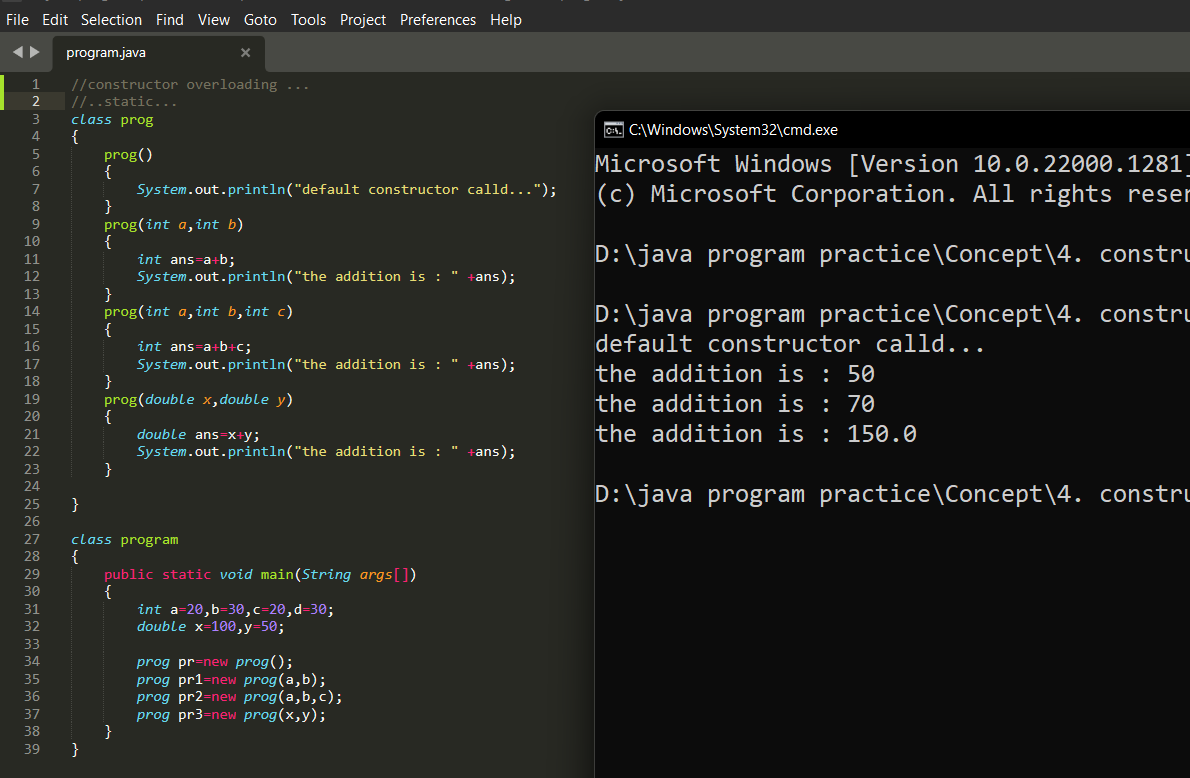 File Edit Selection Find View Goto Tools Project Preferences Help
program.java
1 //constructor overloading ...
2 //..static...
3 class prog
4 {
5 prog()
6 {
7 System.out.println("default constructor calld...");
8 }
9 prog(int a,int b)
10 {
11 int ans=a+b;
12 System.out.println("the addition is : " +ans);
13 }
14 prog(int a,int b,int c)
15 {
16 int ans=a+b+c;
17 System.out.println("the addition is : " +ans);
18 }
19 prog(double x,double y)
20 {
21 double ans=x+y;
22 System.out.println("the addition is : " +ans);
23 }
24
25 }
26
27 class program
28 {
29 public static void main(String args[])
30 {
31 int a=20,b=30,c=20,d=30;
32 double x=100,y=50;
33
34 prog pr=new prog();
35 prog pr1=new prog(a,b);
36 prog pr2=new prog(a,b,c);
37 prog pr3=new prog(x,y);
38 }
39 }
C:\Windows\System32\cmd.exe
Microsoft Windows [Version 10.0.22000.1281]
(c) Microsoft Corporation. All rights reser
D:\java program practice\Concept\4. constru
D:\java program practice\Concept\4. constru
default constructor calld...
the addition is : 50
the addition is : 70
the addition is : 150.0
D:\java program practice\Concept\4. constru